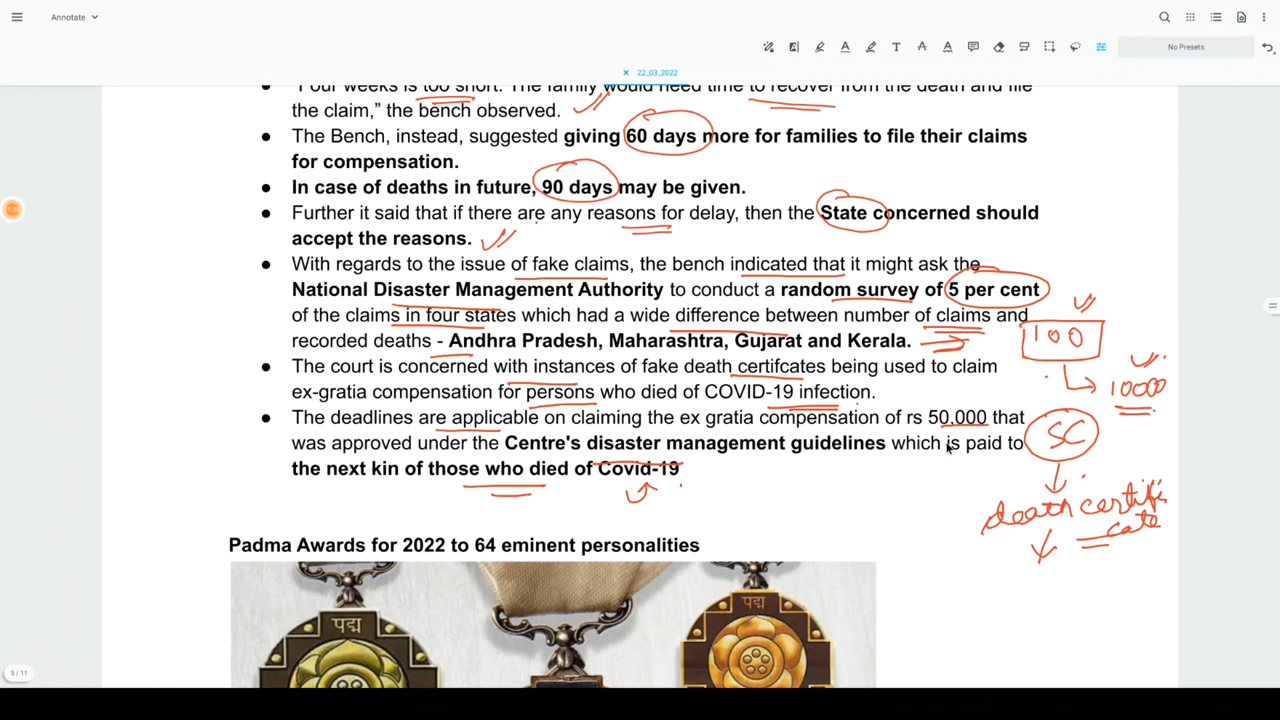 Annotate
No Presets
× 22_03_2022
● "Four weeks is too short. The family would need time to recover from the death and file
the claim," the bench observed.
● The Bench, instead, suggested giving 60 days more for families to file their claims
for compensation.
● In case of deaths in future, 90 days may be given.
● Further it said that if there are any reasons for delay, then the State concerned should
accept the reasons.
● With regards to the issue of fake claims, the bench indicated that it might ask the
National Disaster Management Authority to conduct a random survey of 5 per cent
of the claims in four states which had a wide difference between number of claims and
recorded deaths - Andhra Pradesh, Maharashtra, Gujarat and Kerala.
100
● The court is concerned with instances of fake death certifcates being used to claim
ex-gratia compensation for persons who died of COVID-19 infection.
10000
● The deadlines are applicable on claiming the ex gratia compensation of rs 50,000 that
was approved under the Centre's disaster management guidelines which is paid to
the next kin of those who died of Covid-19
SC
death certifi
cate
Padma Awards for 2022 to 64 eminent personalities
पद्म
पद्म
5 / 11